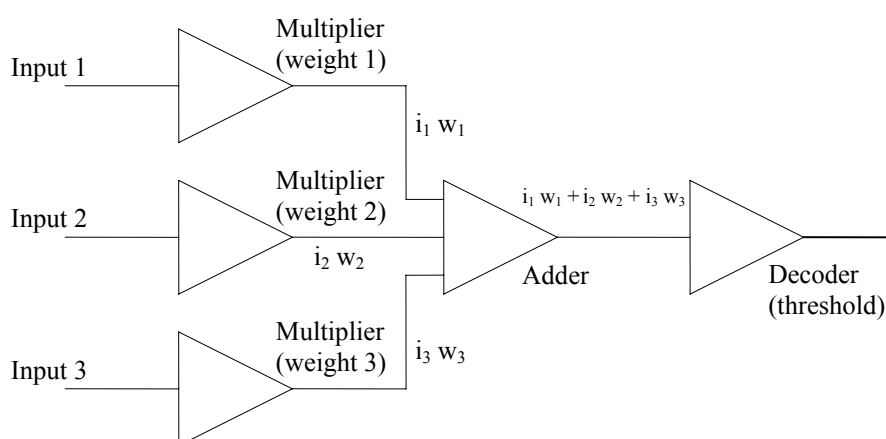 Input 1
Multiplier
(weight 1)
i₁ w₁
Input 2
Multiplier
(weight 2)
i₂ w₂
i₁ w₁ + i₂ w₂ + i₃ w₃
Adder
Decoder
(threshold)
Input 3
Multiplier
(weight 3)
i₃ w₃